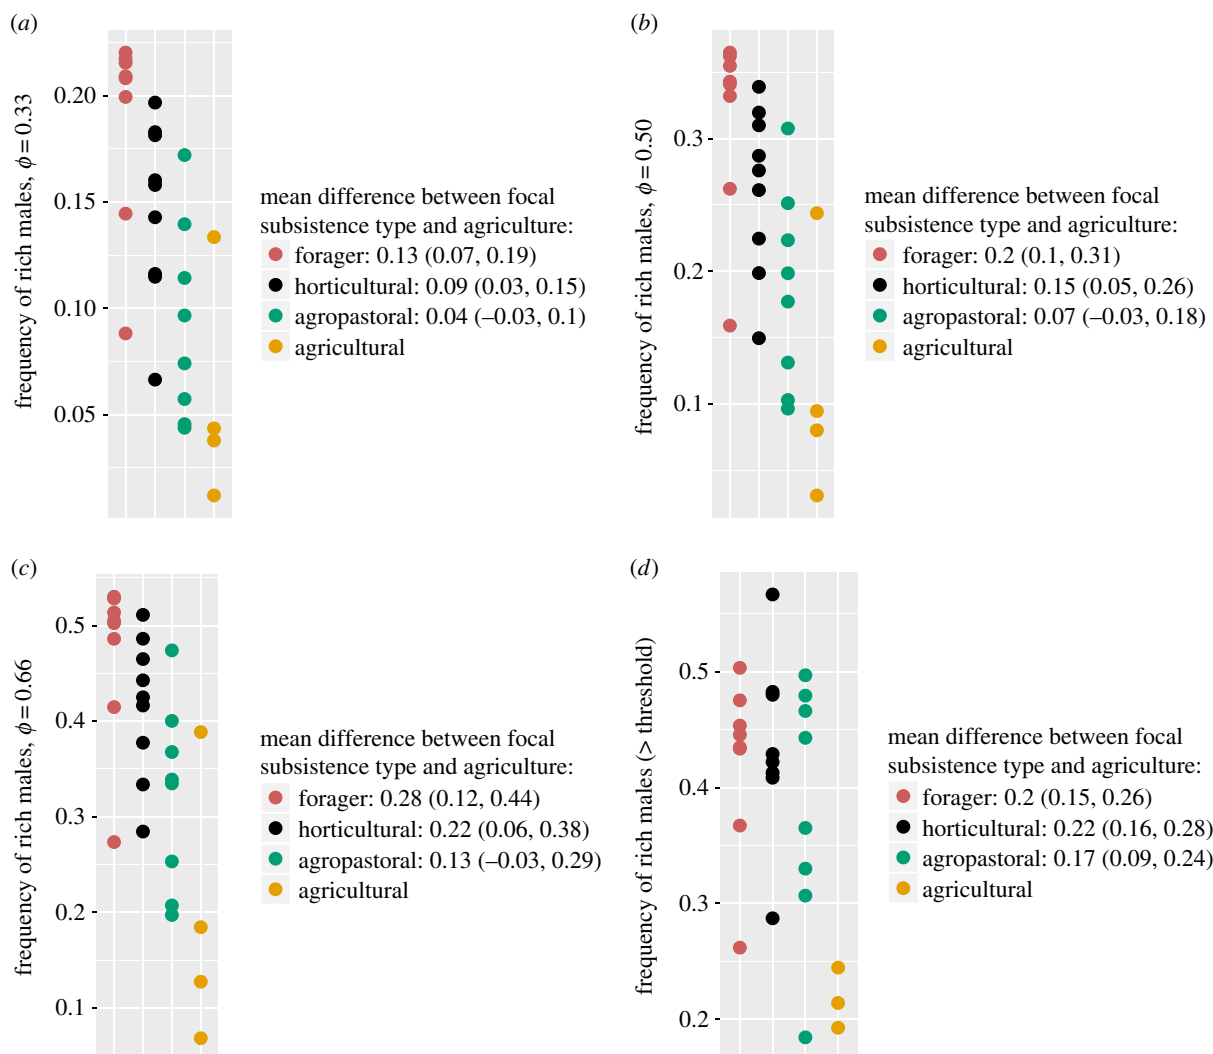 (a)
frequency of rich males, ϕ = 0.33
0.20
0.15
0.10
0.05
mean difference between focal
subsistence type and agriculture:
forager: 0.13 (0.07, 0.19)
horticultural: 0.09 (0.03, 0.15)
agropastoral: 0.04 (–0.03, 0.1)
agricultural
(b)
frequency of rich males, ϕ = 0.50
0.3
0.2
0.1
mean difference between focal
subsistence type and agriculture:
forager: 0.2 (0.1, 0.31)
horticultural: 0.15 (0.05, 0.26)
agropastoral: 0.07 (–0.03, 0.18)
agricultural
(c)
frequency of rich males, ϕ = 0.66
0.5
0.4
0.3
0.2
0.1
mean difference between focal
subsistence type and agriculture:
forager: 0.28 (0.12, 0.44)
horticultural: 0.22 (0.06, 0.38)
agropastoral: 0.13 (–0.03, 0.29)
agricultural
(d)
frequency of rich males (> threshold)
0.5
0.4
0.3
0.2
mean difference between focal
subsistence type and agriculture:
forager: 0.2 (0.15, 0.26)
horticultural: 0.22 (0.16, 0.28)
agropastoral: 0.17 (0.09, 0.24)
agricultural